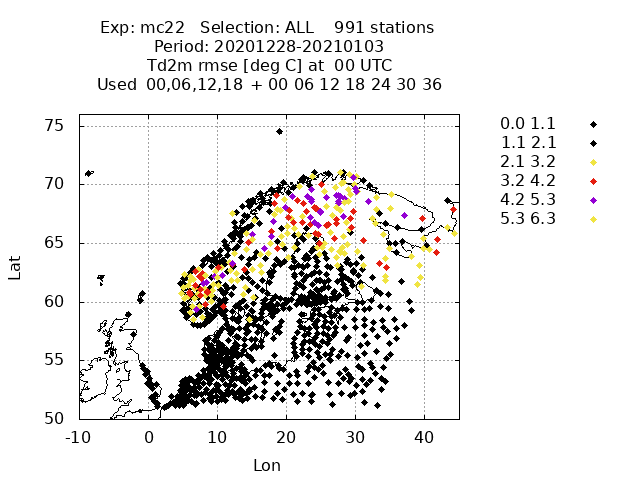 Exp: mc22 Selection: ALL 991 stations
Period: 20201228-20210103
Td2m rmse [deg C] at 00 UTC
Used 00,06,12,18 + 00 06 12 18 24 30 36
75
70
65
60
55
50
-10 0 10 20 30 40
Lat
Lon
0.0 1.1
1.1 2.1
2.1 3.2
3.2 4.2
4.2 5.3
5.3 6.3